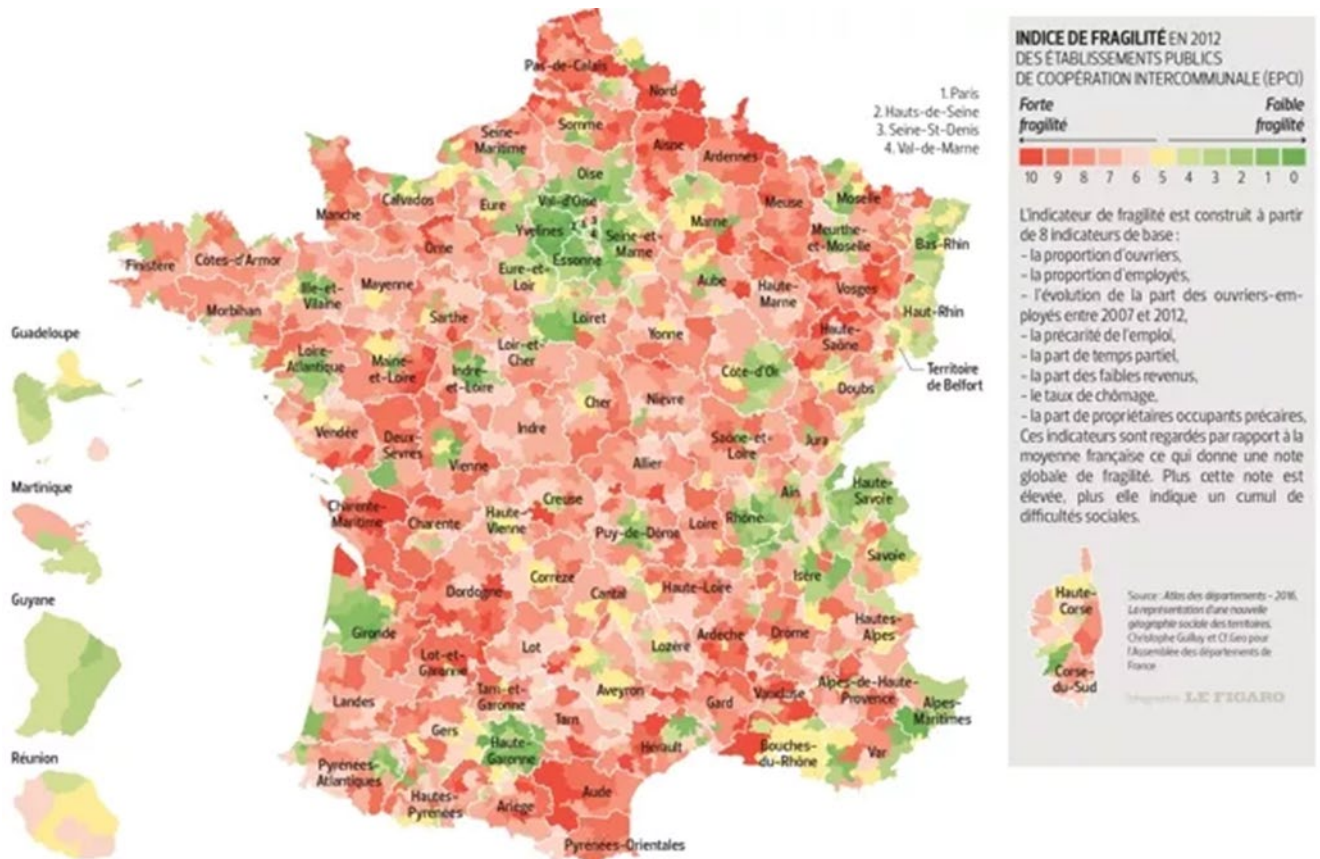 INDICE DE FRAGILITÉ EN 2012
DES ÉTABLISSEMENTS PUBLICS
DE COOPÉRATION INTERCOMMUNALE (EPCI)
Forte
fragilité
Faible
fragilité
10 9 8 7 6 5 4 3 2 1 0
L'indicateur de fragilité est construit à partir
de 8 indicateurs de base :
- la proportion d'ouvriers,
- la proportion d'employés,
- l'évolution de la part des ouvriers-em-
ployés entre 2007 et 2012,
- la précarité de l'emploi,
- la part de temps partiel,
- la part des faibles revenus,
- le taux de chômage,
- la part de propriétaires occupants précaires,
Ces indicateurs sont regardés par rapport à la
moyenne française ce qui donne une note
globale de fragilité. Plus cette note est
élevée, plus elle indique un cumul de
difficultés sociales.
1. Paris
2. Hauts-de-Seine
3. Seine-St-Denis
4. Val-de-Marne
Pas-de-Calais
Nord
Somme
Seine-
Maritime
Aisne
Ardennes
Oise
Manche
Calvados
Eure
Val-d'Oise
Yvelines
2 1 3
4
Seine-et-
Marne
Essonne
Marne
Meuse
Moselle
Meurthe-
et-Moselle
Bas-Rhin
Finistère
Côtes-d'Armor
Orne
Eure-et-
Loir
Aube
Haute-
Marne
Vosges
Haut-Rhin
Morbihan
Ille-et-
Vilaine
Mayenne
Sarthe
Loiret
Yonne
Haute-
Saône
Territoire
de Belfort
Loire-
Atlantique
Maine-
et-Loire
Indre-
et-Loire
Loir-et-
Cher
Cher
Nièvre
Côte-d'Or
Doubs
Vendée
Deux-
Sèvres
Vienne
Indre
Allier
Saône-et-
Loire
Jura
Charente-
Maritime
Charente
Haute-
Vienne
Creuse
Puy-de-Dôme
Loire
Rhône
Ain
Haute-
Savoie
Savoie
Isère
Dordogne
Corrèze
Cantal
Haute-Loire
Gironde
Lot-et-
Garonne
Lot
Lozère
Ardèche
Drôme
Hautes-
Alpes
Landes
Tarn-et-
Garonne
Aveyron
Gard
Vaucluse
Alpes-de-Haute-
Provence
Alpes-
Maritimes
Gers
Haute-
Garonne
Tarn
Hérault
Bouches-
du-Rhône
Var
Pyrénées-
Atlantiques
Hautes-
Pyrénées
Ariège
Aude
Pyrénées-Orientales
Guadeloupe
Martinique
Guyane
Réunion
Haute-
Corse
Corse-
du-Sud
Source : Atlas des départements - 2016,
La représentation d'une nouvelle
géographie sociale des territoires,
Christophe Guilluy et Cf.Geo pour
l'Assemblée des départements de
France
LE FIGARO